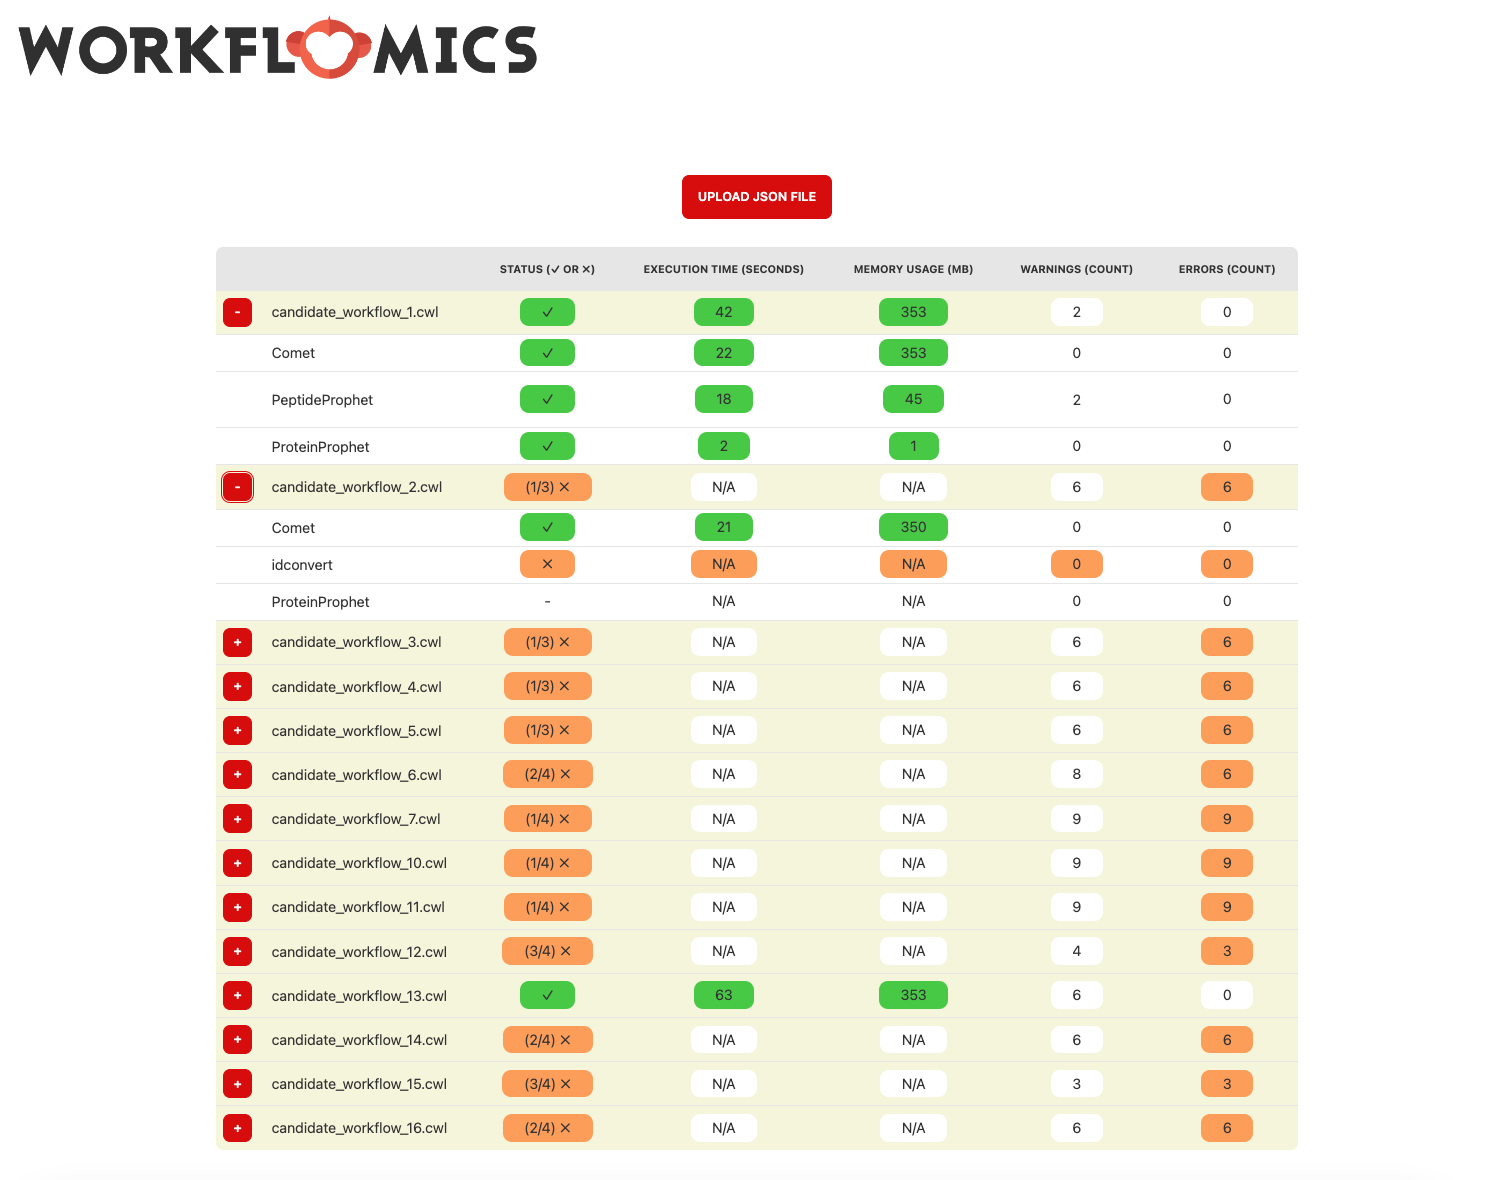 WORKFLOMICS
UPLOAD JSON FILE
STATUS (✓ OR ✕) EXECUTION TIME (SECONDS) MEMORY USAGE (MB) WARNINGS (COUNT) ERRORS (COUNT)
- candidate_workflow_1.cwl ✓ 42 353 2 0
Comet ✓ 22 353 0 0
PeptideProphet ✓ 18 45 2 0
ProteinProphet ✓ 2 1 0 0
- candidate_workflow_2.cwl (1/3) ✕ N/A N/A 6 6
Comet ✓ 21 350 0 0
idconvert ✕ N/A N/A 0 0
ProteinProphet - N/A N/A 0 0
+ candidate_workflow_3.cwl (1/3) ✕ N/A N/A 6 6
+ candidate_workflow_4.cwl (1/3) ✕ N/A N/A 6 6
+ candidate_workflow_5.cwl (1/3) ✕ N/A N/A 6 6
+ candidate_workflow_6.cwl (2/4) ✕ N/A N/A 8 6
+ candidate_workflow_7.cwl (1/4) ✕ N/A N/A 9 9
+ candidate_workflow_10.cwl (1/4) ✕ N/A N/A 9 9
+ candidate_workflow_11.cwl (1/4) ✕ N/A N/A 9 9
+ candidate_workflow_12.cwl (3/4) ✕ N/A N/A 4 3
+ candidate_workflow_13.cwl ✓ 63 353 6 0
+ candidate_workflow_14.cwl (2/4) ✕ N/A N/A 6 6
+ candidate_workflow_15.cwl (3/4) ✕ N/A N/A 3 3
+ candidate_workflow_16.cwl (2/4) ✕ N/A N/A 6 6